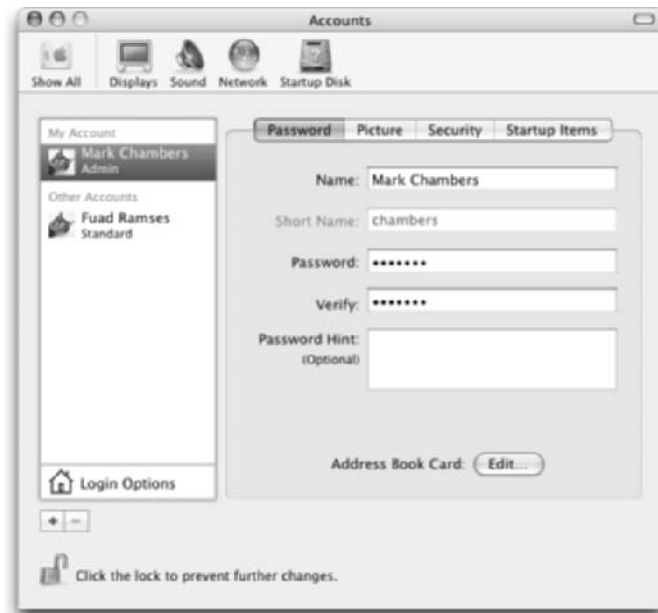 Accounts
Show All Displays Sound Network Startup Disk
My Account
Mark Chambers
Admin
Other Accounts
Fuad Ramses
Standard
Login Options
Password Picture Security Startup Items
Name: Mark Chambers
Short Name: chambers
Password: •••••••
Verify: •••••••
Password Hint:
(Optional)
Address Book Card: Edit...
Click the lock to prevent further changes.